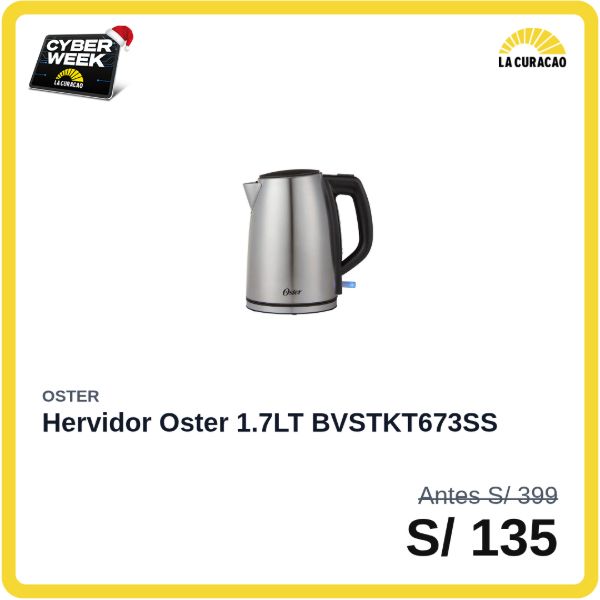 CYBER
WEEK
LA CURACAO
LA CURACAO
Oster
OSTER
Hervidor Oster 1.7LT BVSTKT673SS
Antes S/ 399
S/ 135